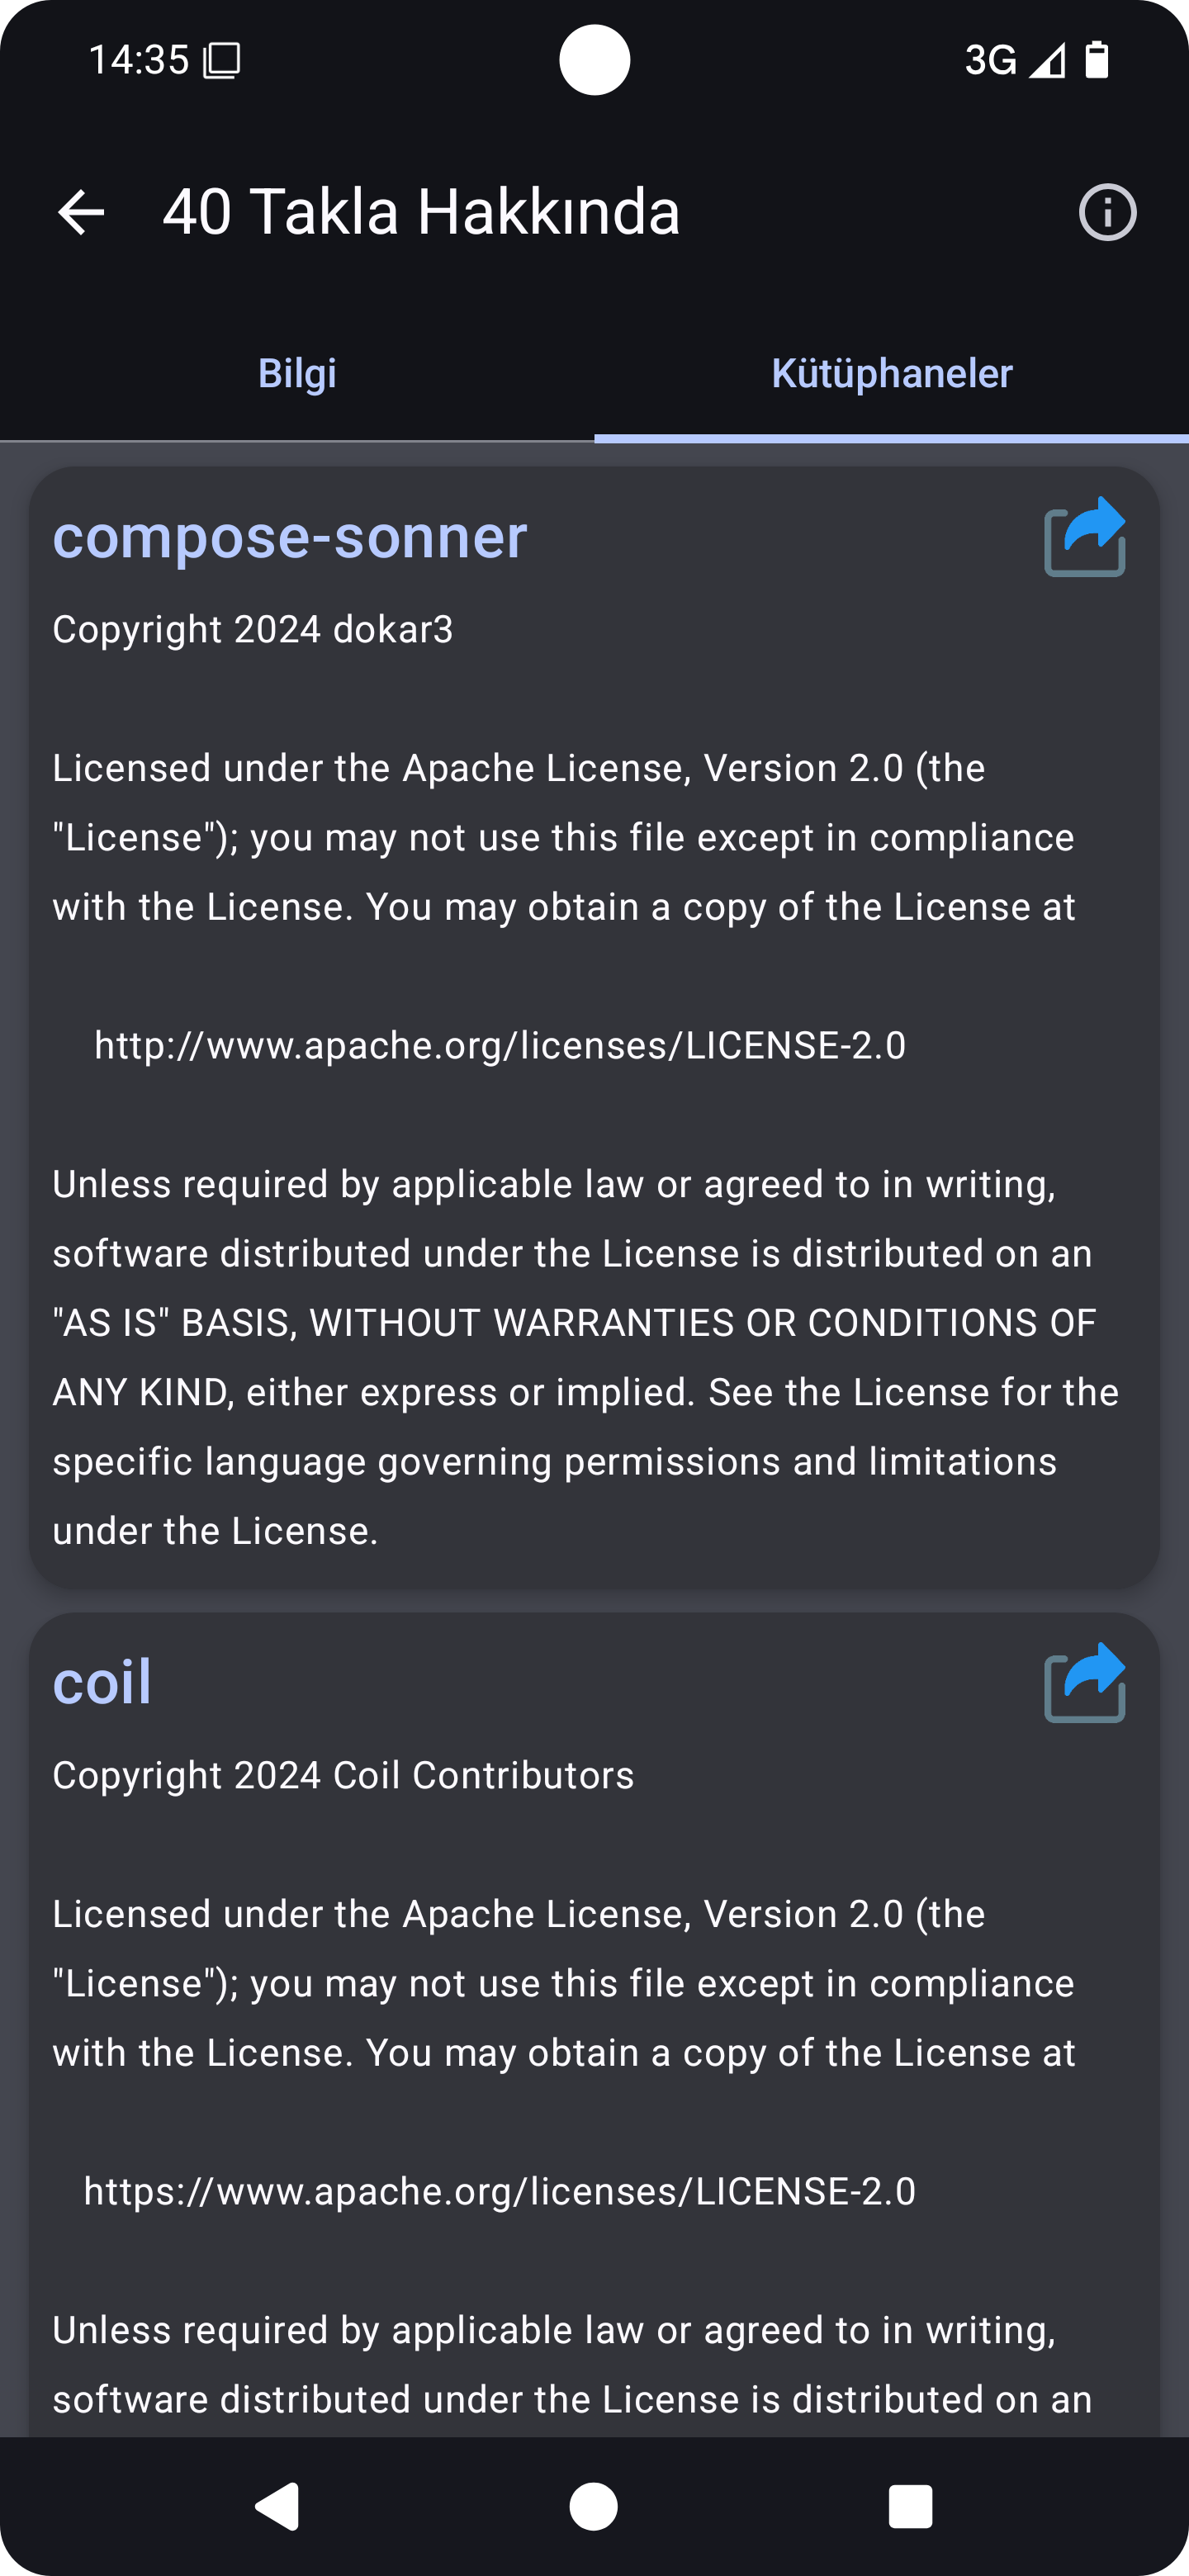 14:35
3G
40 Takla Hakkında
Bilgi
Kütüphaneler
compose-sonner
Copyright 2024 dokar3
Licensed under the Apache License, Version 2.0 (the
"License"); you may not use this file except in compliance
with the License. You may obtain a copy of the License at
http://www.apache.org/licenses/LICENSE-2.0
Unless required by applicable law or agreed to in writing,
software distributed under the License is distributed on an
"AS IS" BASIS, WITHOUT WARRANTIES OR CONDITIONS OF
ANY KIND, either express or implied. See the License for the
specific language governing permissions and limitations
under the License.
coil
Copyright 2024 Coil Contributors
Licensed under the Apache License, Version 2.0 (the
"License"); you may not use this file except in compliance
with the License. You may obtain a copy of the License at
https://www.apache.org/licenses/LICENSE-2.0
Unless required by applicable law or agreed to in writing,
software distributed under the License is distributed on an